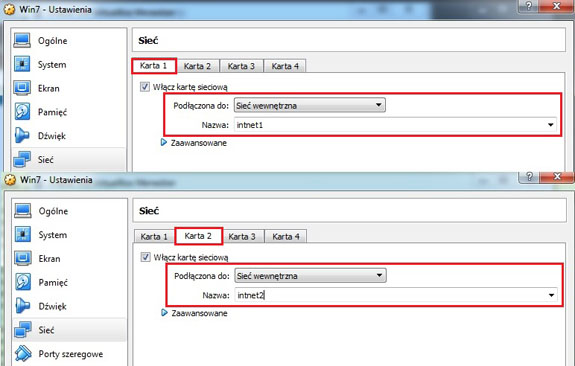 Win7 - Ustawienia
Ogólne
System
Ekran
Pamięć
Dźwięk
Sieć
Sieć
Karta 1 Karta 2 Karta 3 Karta 4
Włącz kartę sieciową
Podłączona do: Sieć wewnętrzna
Nazwa: intnet1
Zaawansowane
Win7 - Ustawienia
Ogólne
System
Ekran
Pamięć
Dźwięk
Sieć
Porty szeregowe
Sieć
Karta 1 Karta 2 Karta 3 Karta 4
Włącz kartę sieciową
Podłączona do: Sieć wewnętrzna
Nazwa: intnet2
Zaawansowane